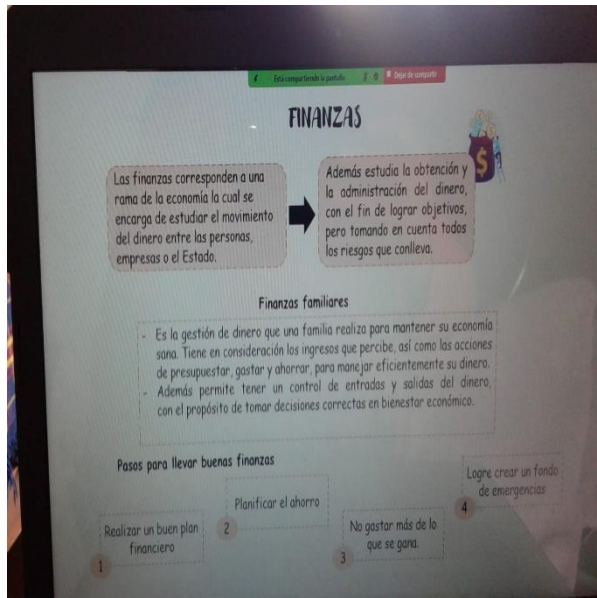 Está compartiendo la pantalla
Dejar de compartir
FINANZAS
Las finanzas corresponden a una
rama de la economía la cual se
encarga de estudiar el movimiento
del dinero entre las personas,
empresas o el Estado.
Además estudia la obtención y
la administración del dinero,
con el fin de lograr objetivos,
pero tomando en cuenta todos
los riesgos que conlleva.
$
Finanzas familiares
- Es la gestión de dinero que una familia realiza para mantener su economía
sana. Tiene en consideración los ingresos que percibe, así como las acciones
de presupuestar, gastar y ahorrar, para manejar eficientemente su dinero.
- Además permite tener un control de entradas y salidas del dinero,
con el propósito de tomar decisiones correctas en bienestar económico.
Pasos para llevar buenas finanzas
Realizar un buen plan
financiero
1
Planificar el ahorro
2
No gastar más de lo
que se gana.
3
Logre crear un fondo
de emergencias
4